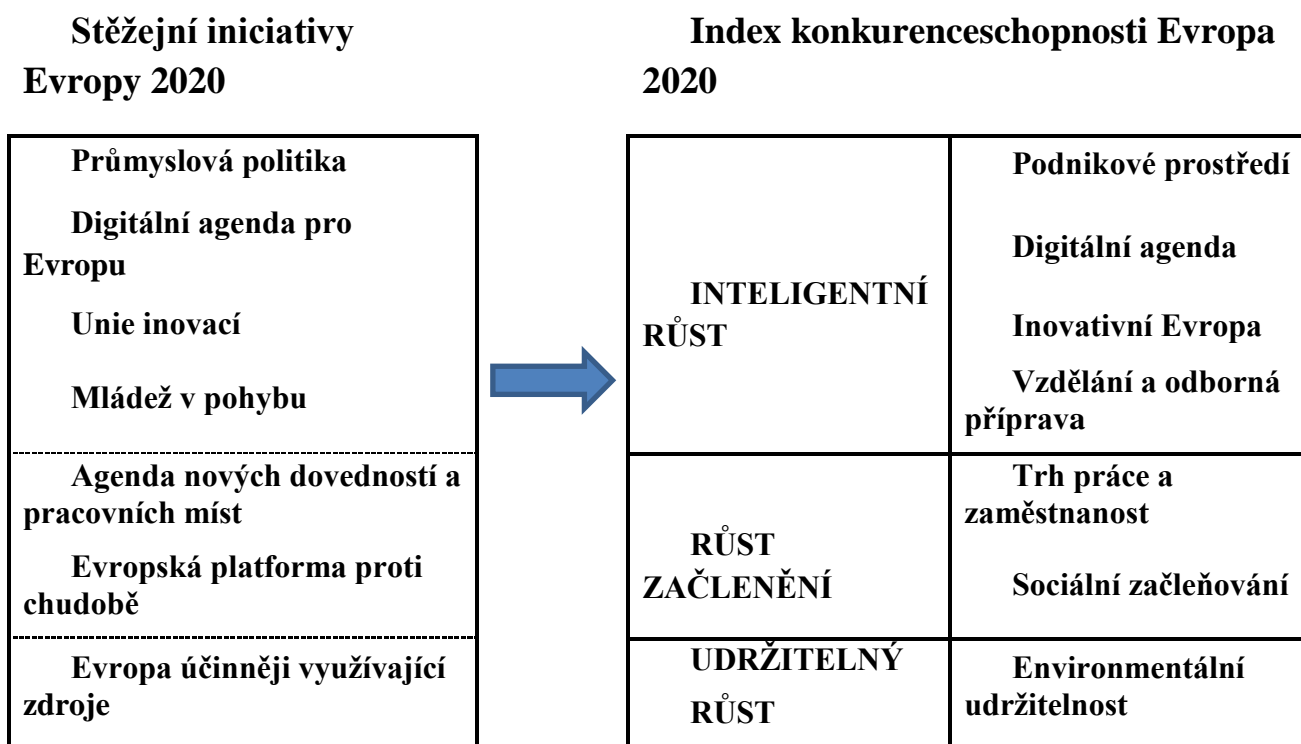 Stěžejní iniciativy
Evropy 2020
Index konkurenceschopnosti Evropa
2020
Průmyslová politika
Digitální agenda pro
Evropu
Unie inovací
Mládež v pohybu
Agenda nových dovedností a
pracovních míst
Evropská platforma proti
chudobě
Evropa účinněji využívající
zdroje
INTELIGENTNÍ
RŮST
Podnikové prostředí
Digitální agenda
Inovativní Evropa
Vzdělání a odborná
příprava
RŮST
ZAČLENĚNÍ
Trh práce a
zaměstnanost
Sociální začleňování
UDRŽITELNÝ
RŮST
Environmentální
udržitelnost